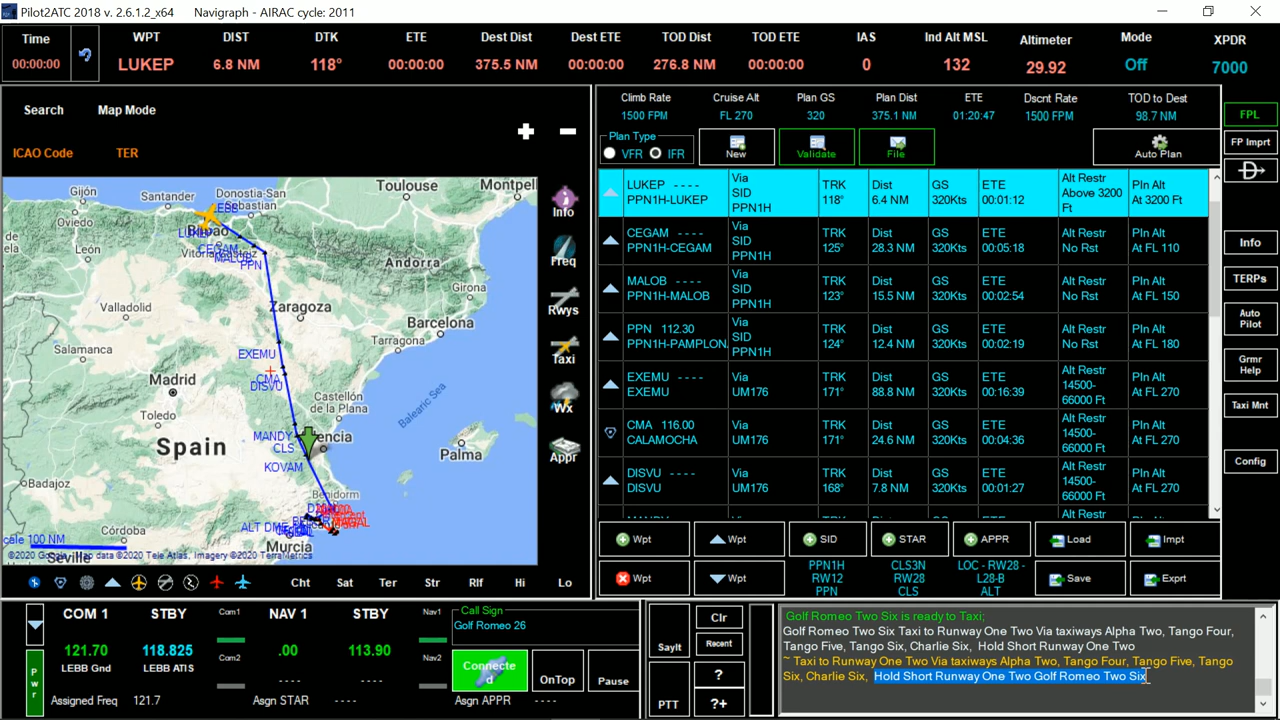 Pilot2ATC 2018 v. 2.6.1.2_x64 Navigraph - AIRAC cycle: 2011
Time WPT DIST DTK ETE Dest Dist Dest ETE TOD Dist TOD ETE IAS Ind Alt MSL Altimeter Mode XPDR
00:00:00 LUKEP 6.8 NM 118° 00:00:00 375.5 NM 00:00:00 276.8 NM 00:00:00 0 132 29.92 Off 7000
Search Map Mode
ICAO Code TER
Climb Rate Cruise Alt Plan GS Plan Dist ETE Dscnt Rate TOD to Dest
1500 FPM FL 270 320 375.1 NM 01:20:47 1500 FPM 98.7 NM
Plan Type
VFR IFR
New
Validate
File
Auto Plan
FPL
FP Imprt
Info
TERPs
Auto
Pilot
Grmr
Help
Taxi Mnt
Config
LUKEP ---- Via TRK Dist GS ETE Alt Restr Pln Alt
PPN1H-LUKEP SID PPN1H 118° 6.4 NM 320Kts 00:01:12 Above 3200 Ft At 3200 Ft
CEGAM ---- Via TRK Dist GS ETE Alt Restr Pln Alt
PPN1H-CEGAM SID PPN1H 125° 28.3 NM 320Kts 00:05:18 No Rst At FL 110
MALOB ---- Via TRK Dist GS ETE Alt Restr Pln Alt
PPN1H-MALOB SID PPN1H 123° 15.5 NM 320Kts 00:02:54 No Rst At FL 150
PPN 112.30 Via TRK Dist GS ETE Alt Restr Pln Alt
PPN1H-PAMPLON SID PPN1H 124° 12.4 NM 320Kts 00:02:19 No Rst At FL 180
EXEMU ---- Via TRK Dist GS ETE Alt Restr Pln Alt
EXEMU UM176 171° 88.8 NM 320Kts 00:16:39 14500-66000 Ft At FL 270
CMA 116.00 Via TRK Dist GS ETE Alt Restr Pln Alt
CALAMOCHA UM176 171° 24.6 NM 320Kts 00:04:36 14500-66000 Ft At FL 270
DISVU ---- Via TRK Dist GS ETE Alt Restr Pln Alt
DISVU UM176 168° 7.8 NM 320Kts 00:01:27 14500-66000 Ft At FL 270
Wpt Wpt SID STAR APPR Load Impt
Wpt Wpt Save Exprt
PPN1H
RW12
PPN
CLS3N
RW28
CLS
LOC - RW28 -
L28-B
ALT
Info
Freq
Rwys
Taxi
Wx
Appr
Gijón
Santander
Donostia-San
Sebastian
Toulouse
Montpel
Oviedo
León
Bilbao
Vitoria-
CEGAM
PPN
Andorra
Girona
Valladolid
Zaragoza
Barcelona
Tarragona
Salamanca
EXEMU
CMA
DISVU
Madrid
Castellón
de la Plana
Toledo
Balearic Sea
MANDY
CLS
KOVAM
Spain
Palma
Badajoz
Benidorm
ALT DME
Córdoba
Murcia
Seville
cale 100 NM
©2020 Google - Map data ©2020 Tele Atlas, Imagery ©2020 TerraMetrics
Cht Sat Ter Str Rlf Hi Lo
COM 1 STBY Com1 NAV 1 STBY Nav1
121.70 118.825 .00 113.90
LEBB Gnd LEBB ATIS Com2 ---- ---- Nav2
Assigned Freq 121.7 Asgn STAR ---- Asgn APPR ----
Pwr
Call Sign
Golf Romeo 26
Connected
OnTop
Pause
SayIt
PTT
Clr
Recent
?
?+
Golf Romeo Two Six is ready to Taxi;
Golf Romeo Two Six Taxi to Runway One Two Via taxiways Alpha Two, Tango Four,
Tango Five, Tango Six, Charlie Six, Hold Short Runway One Two
~ Taxi to Runway One Two Via taxiways Alpha Two, Tango Four, Tango Five, Tango
Six, Charlie Six, Hold Short Runway One Two Golf Romeo Two Six